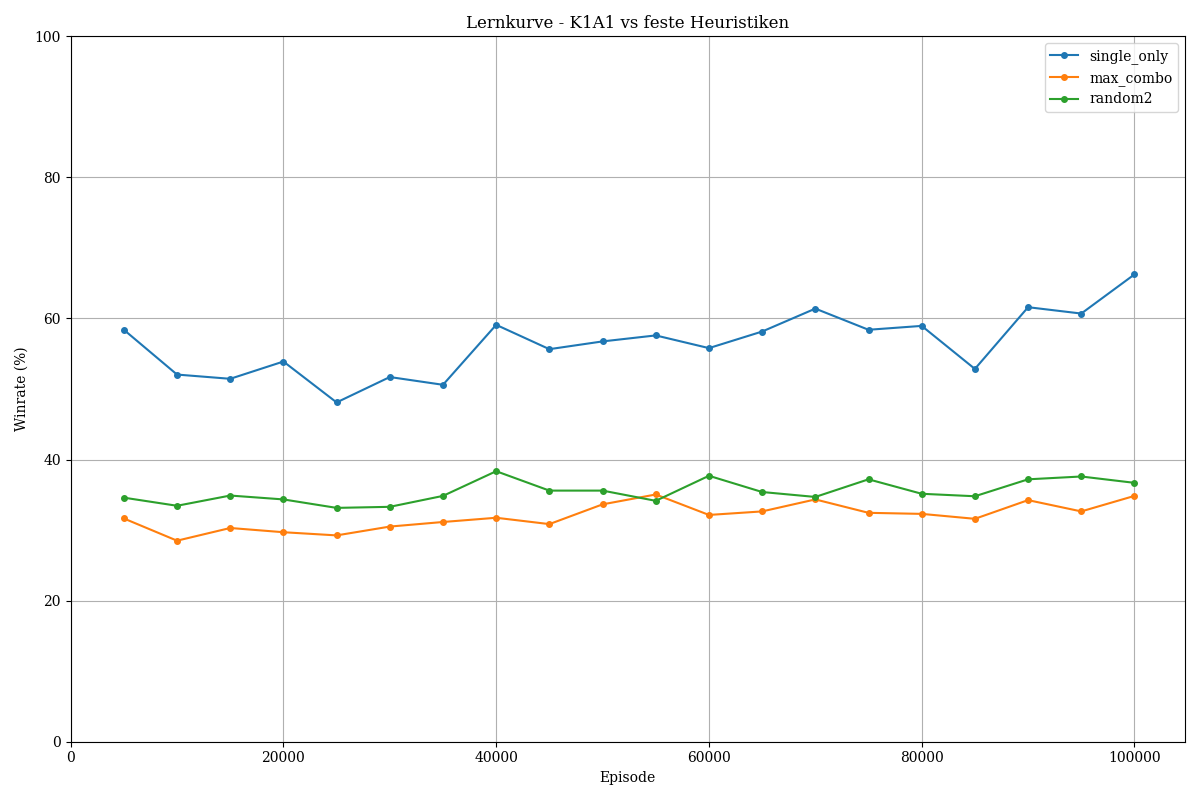 Lernkurve - K1A1 vs feste Heuristiken
single_only
max_combo
random2
Winrate (%)
100
80
60
40
20
0
0 20000 40000 60000 80000 100000
Episode